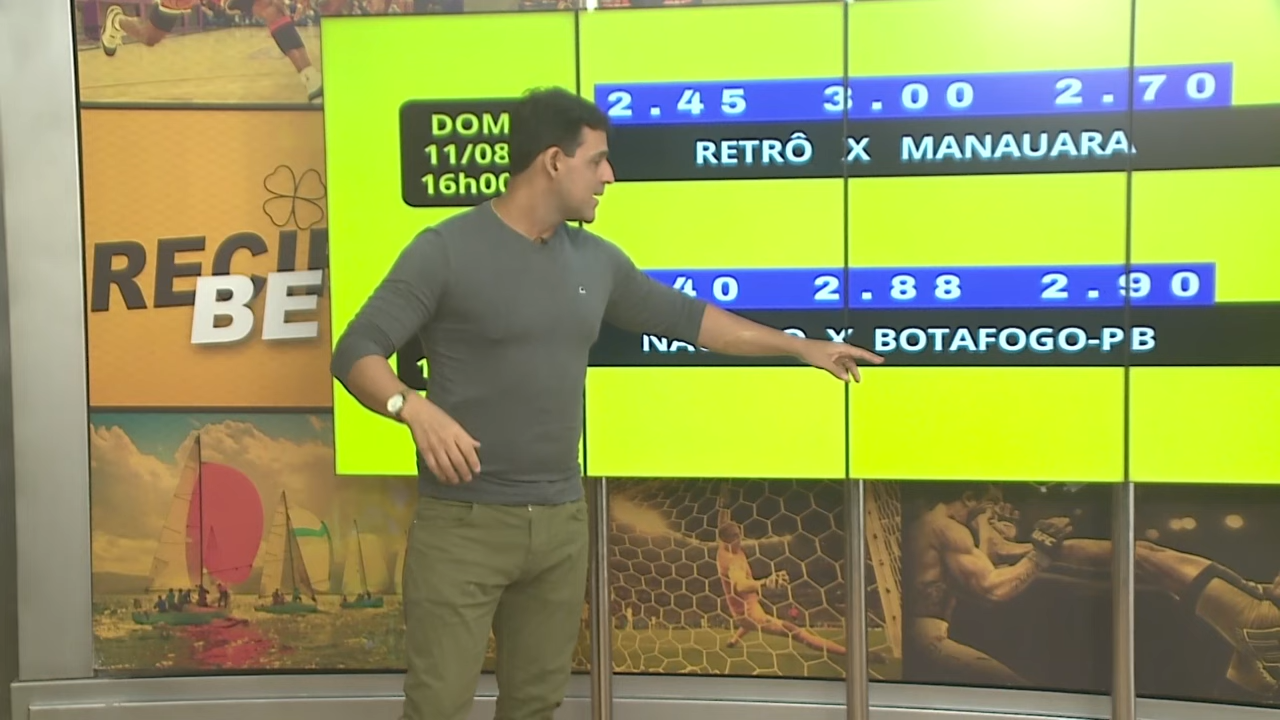 2.45 3.00 2.70
DOM
11/08
16h00
RETRÔ X MANAUARA
BE
2.88 2.90
X BOTAFOGO-PB